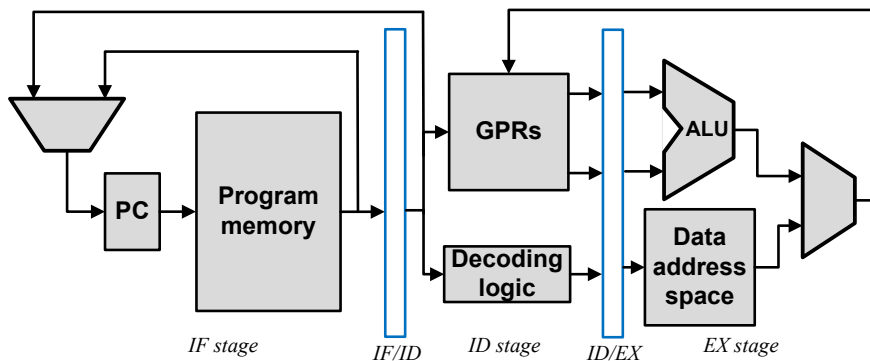 PC
Program
memory
GPRs
Decoding
logic
ALU
Data
address
space
IF stage
IF/ID
ID stage
ID/EX
EX stage